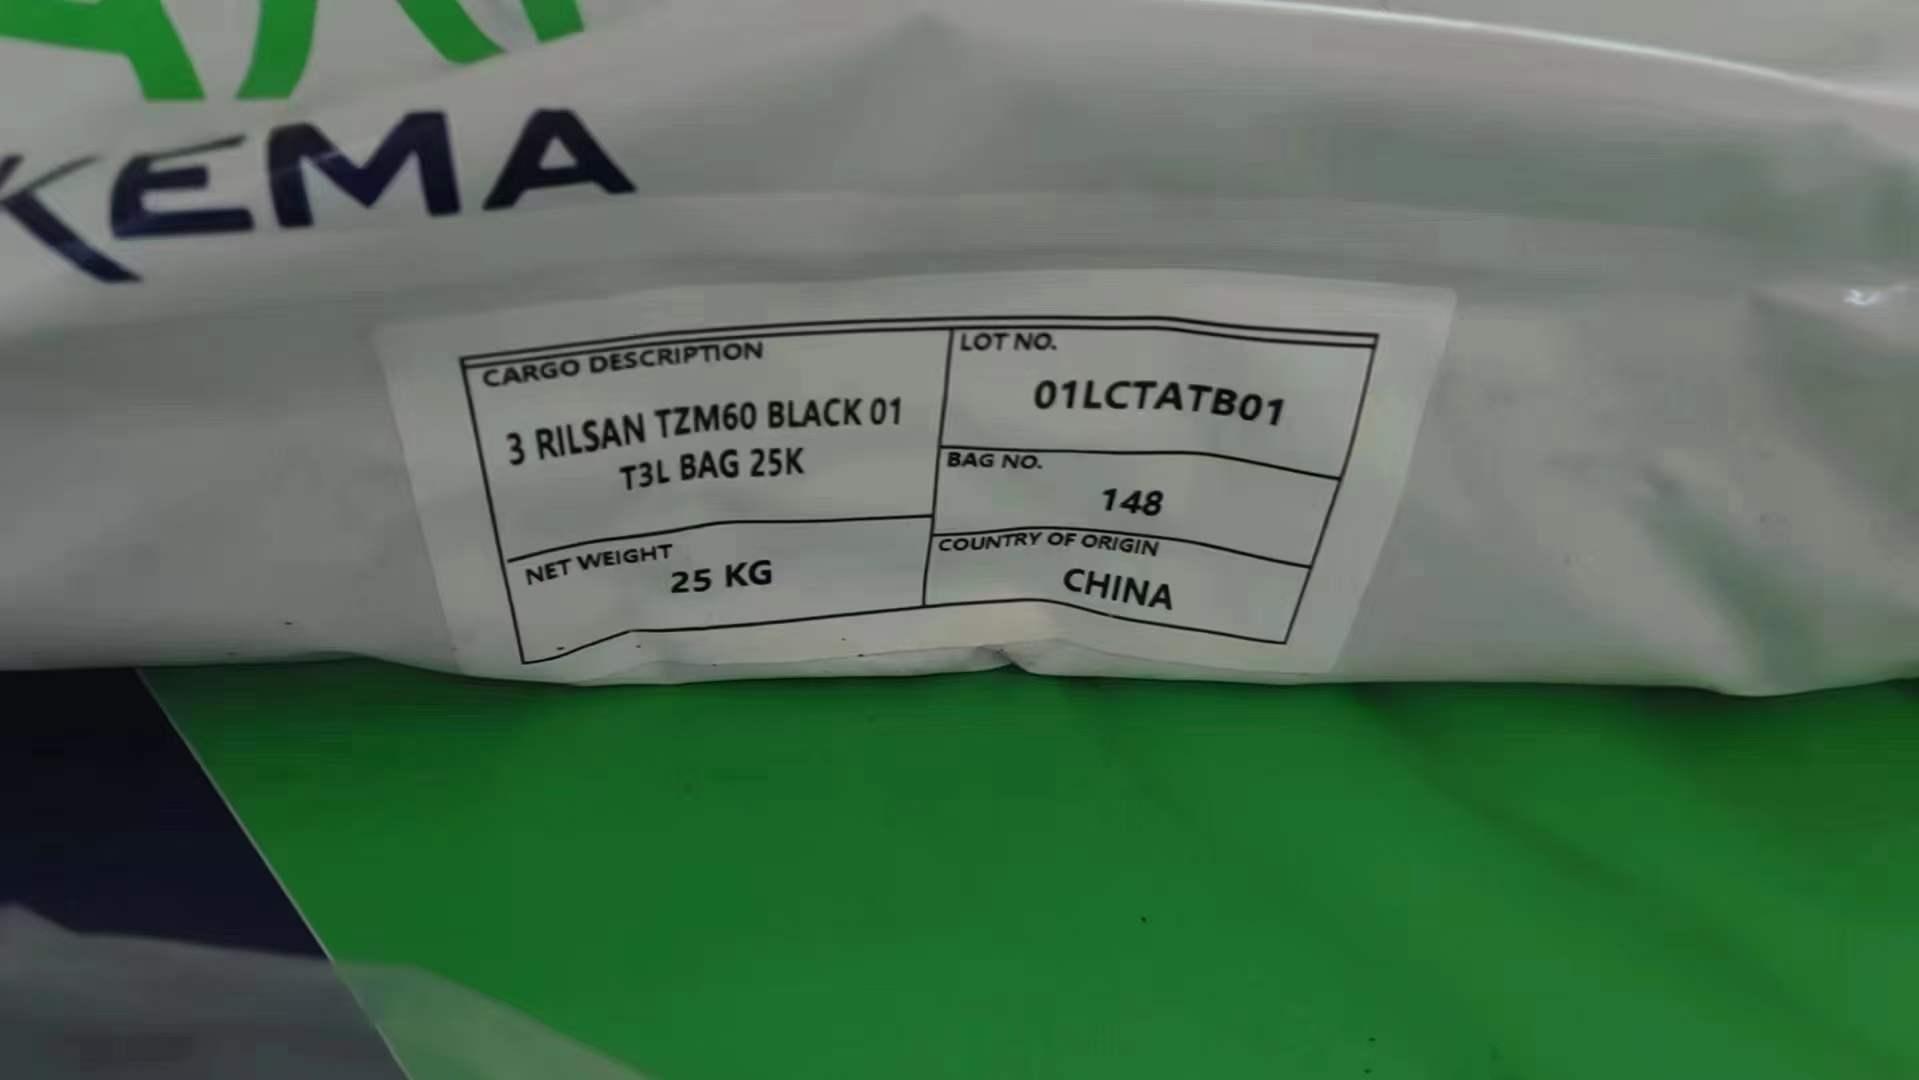 KEMA
CARGO DESCRIPTION
3 RILSAN TZM60 BLACK 01
T3L BAG 25K
NET WEIGHT
25 KG
LOT NO.
01LCTATB01
BAG NO.
148
COUNTRY OF ORIGIN
CHINA